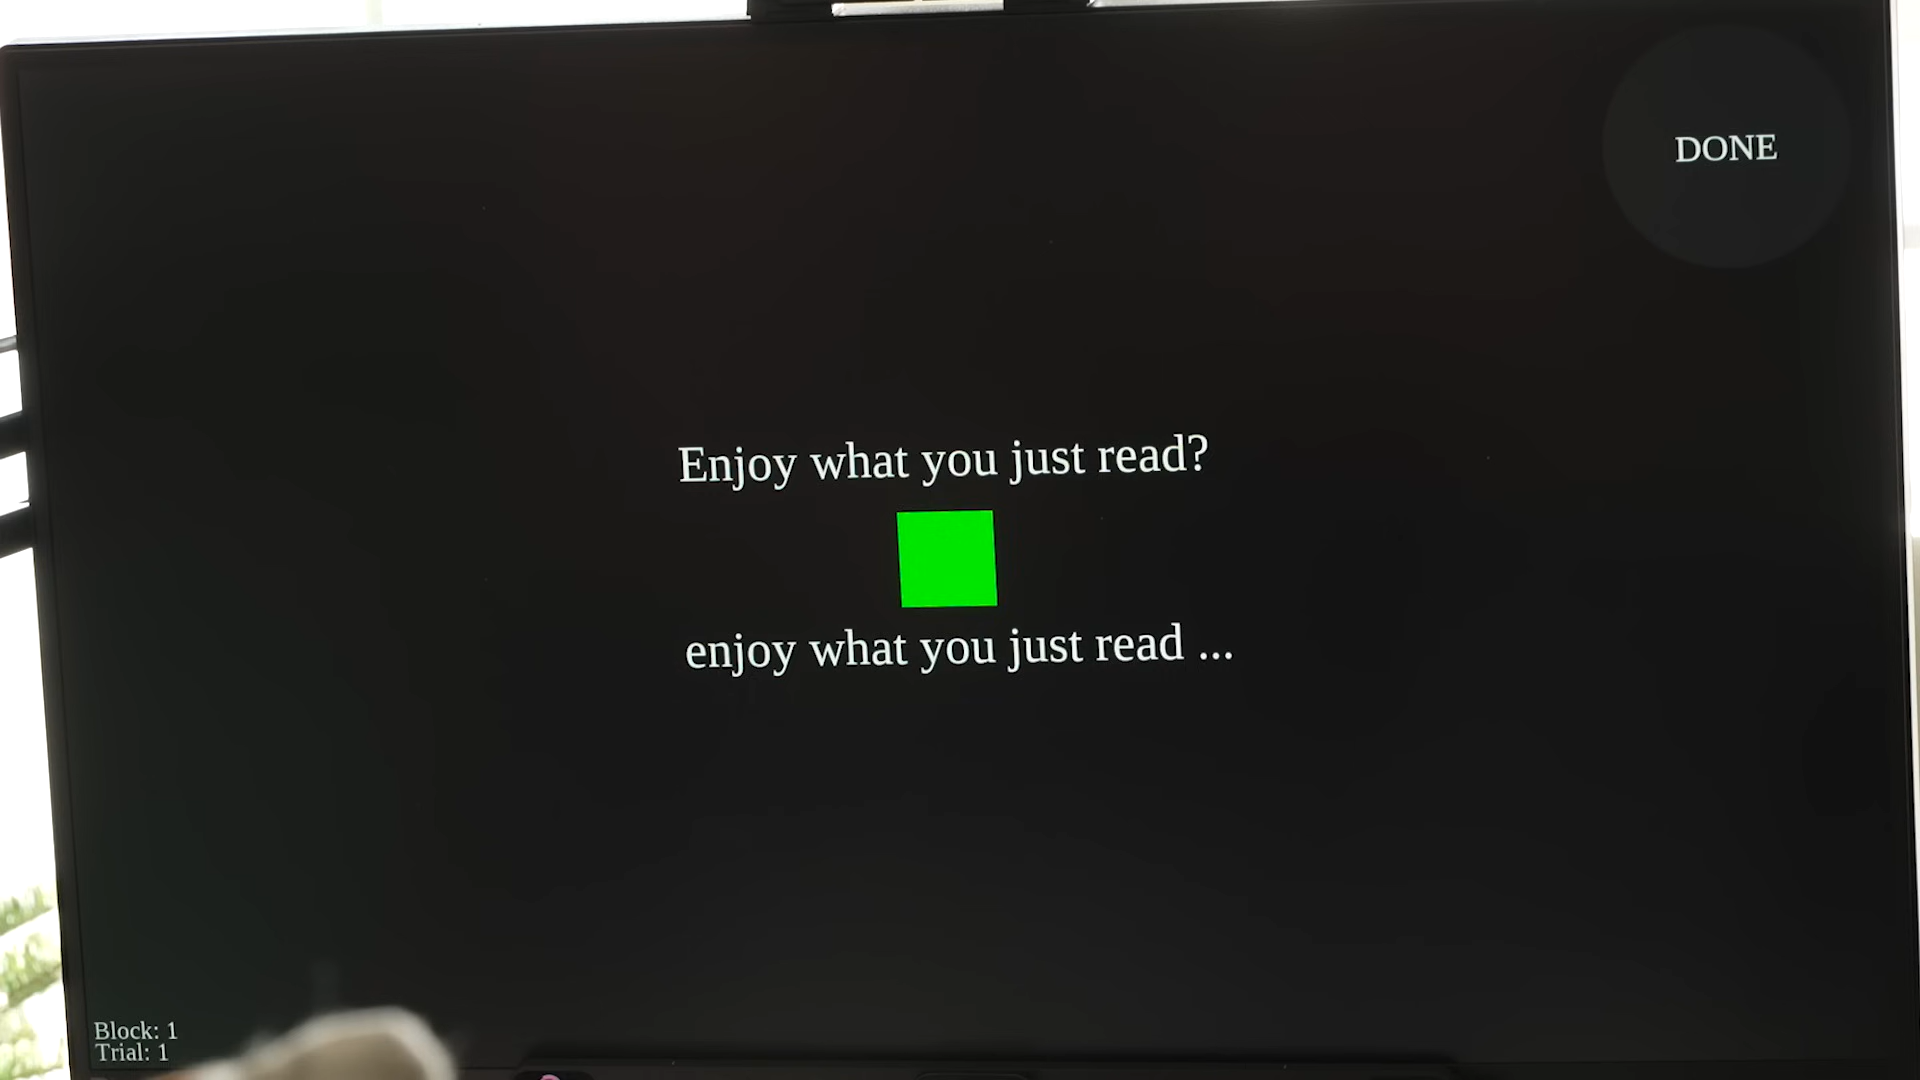 DONE
Enjoy what you just read?
enjoy what you just read ...
Block: 1
Trial: 1